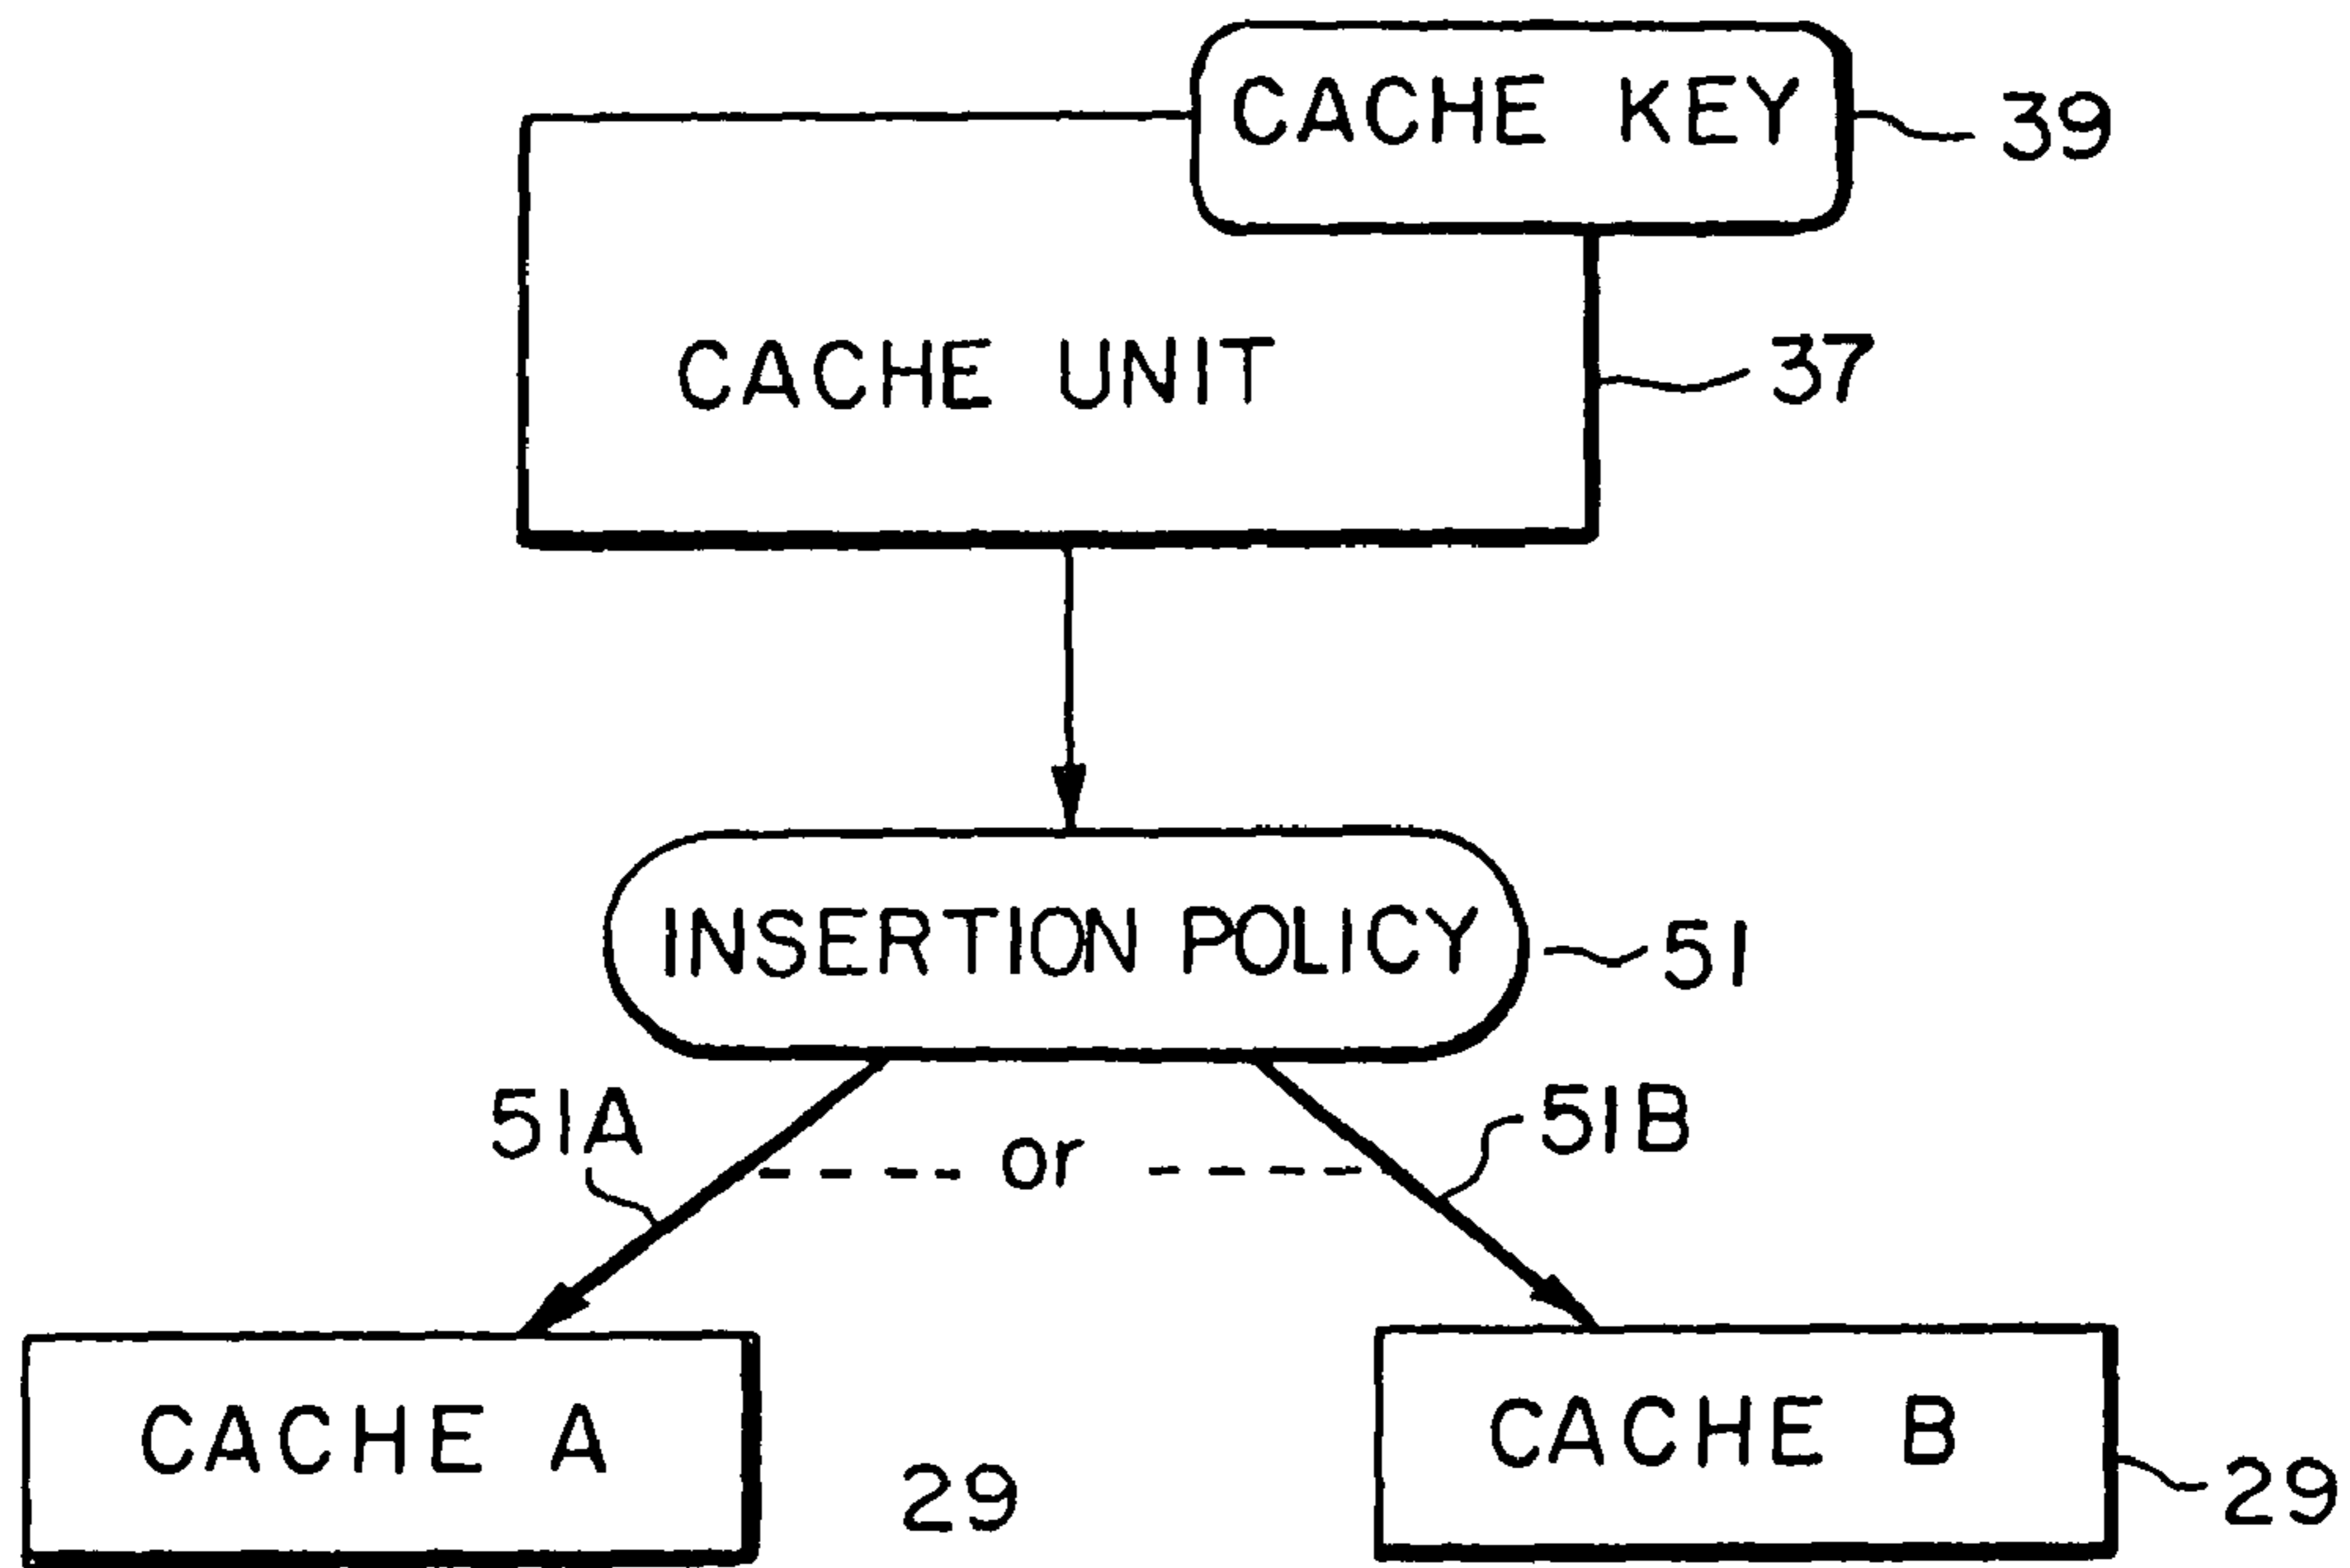 CACHE KEY
39
CACHE UNIT
37
INSERTION POLICY
51
51A
or
51B
CACHE A
29
CACHE B
29